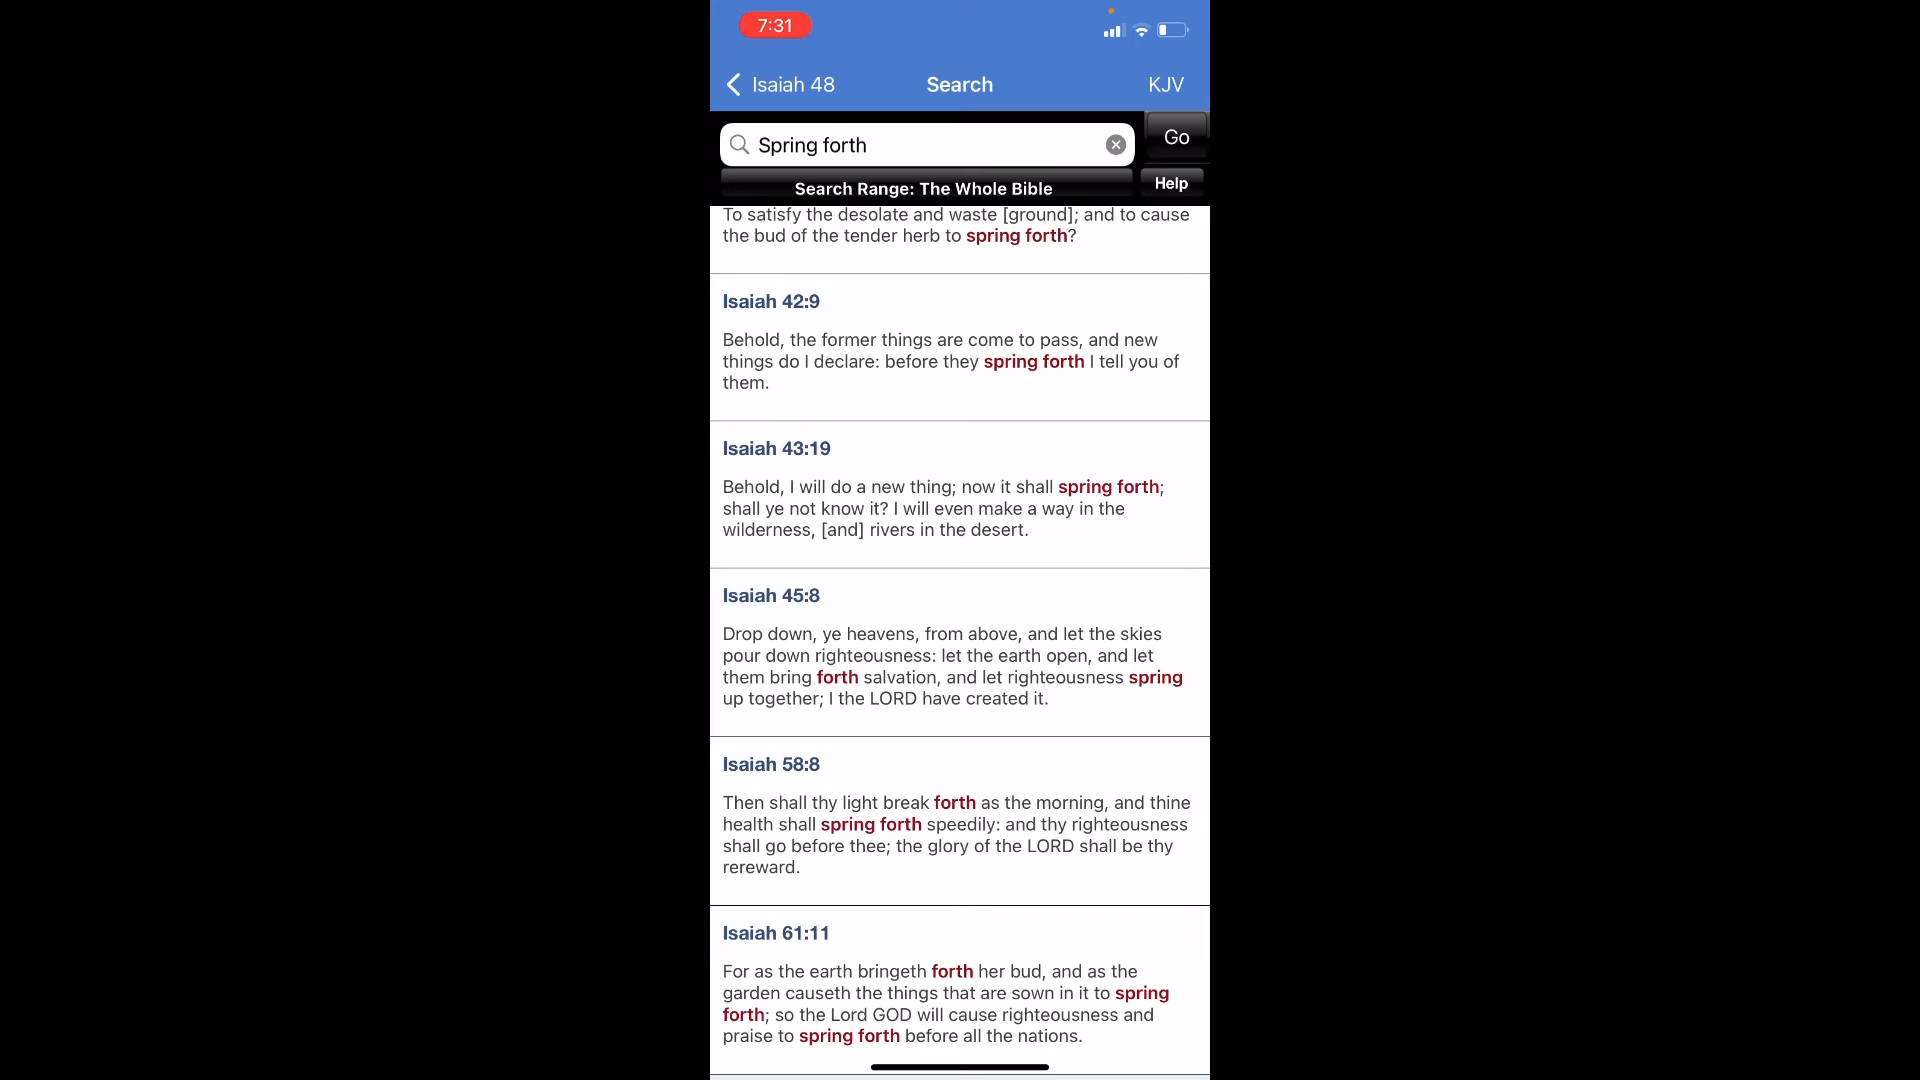 7:31
Isaiah 48
Search
KJV
Spring forth
Go
Search Range: The Whole Bible
Help
To satisfy the desolate and waste [ground]; and to cause
the bud of the tender herb to spring forth?
Isaiah 42:9
Behold, the former things are come to pass, and new
things do I declare: before they spring forth I tell you of
them.
Isaiah 43:19
Behold, I will do a new thing; now it shall spring forth;
shall ye not know it? I will even make a way in the
wilderness, [and] rivers in the desert.
Isaiah 45:8
Drop down, ye heavens, from above, and let the skies
pour down righteousness: let the earth open, and let
them bring forth salvation, and let righteousness spring
up together; I the LORD have created it.
Isaiah 58:8
Then shall thy light break forth as the morning, and thine
health shall spring forth speedily: and thy righteousness
shall go before thee; the glory of the LORD shall be thy
rereward.
Isaiah 61:11
For as the earth bringeth forth her bud, and as the
garden causeth the things that are sown in it to spring
forth; so the Lord GOD will cause righteousness and
praise to spring forth before all the nations.